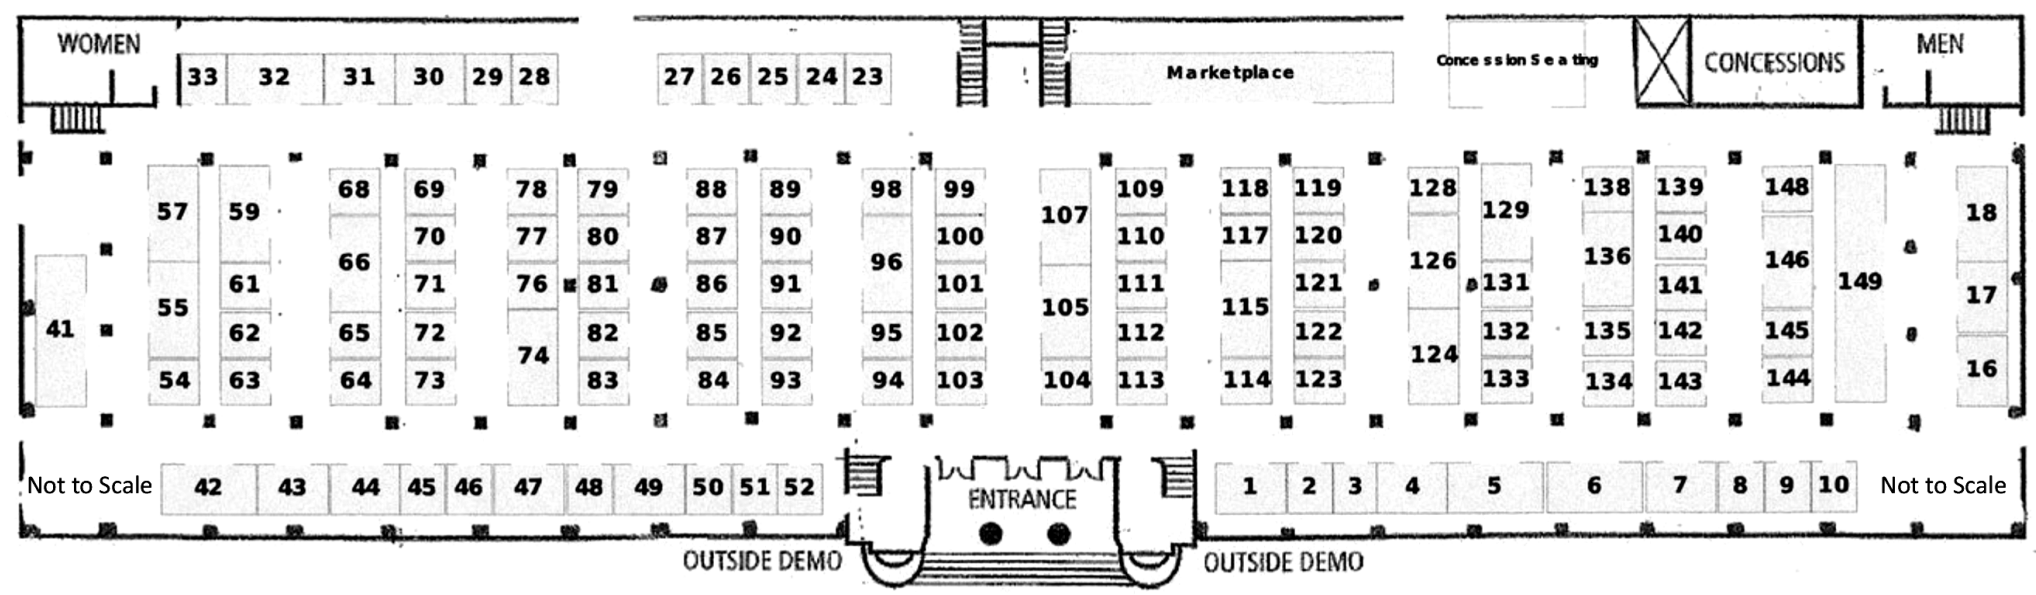 WOMEN
MEN
CONCESSIONS
Concession Seating
Marketplace
33 32 31 30 29 28 27 26 25 24 23
57 59 68 69 78 79 88 89 98 99 107 109 118 119 128 129 138 139 148 149 18
66 70 77 80 87 90 96 100 110 117 120 126 136 140 146
61 71 76 81 86 91 101 105 111 115 121 131 141 17
41 55 62 65 72 74 82 85 92 95 102 112 122 124 132 135 142 145 16
54 63 64 73 83 84 93 94 103 104 113 114 123 133 134 143 144
Not to Scale 42 43 44 45 46 47 48 49 50 51 52
ENTRANCE
1 2 3 4 5 6 7 8 9 10 Not to Scale
OUTSIDE DEMO
OUTSIDE DEMO